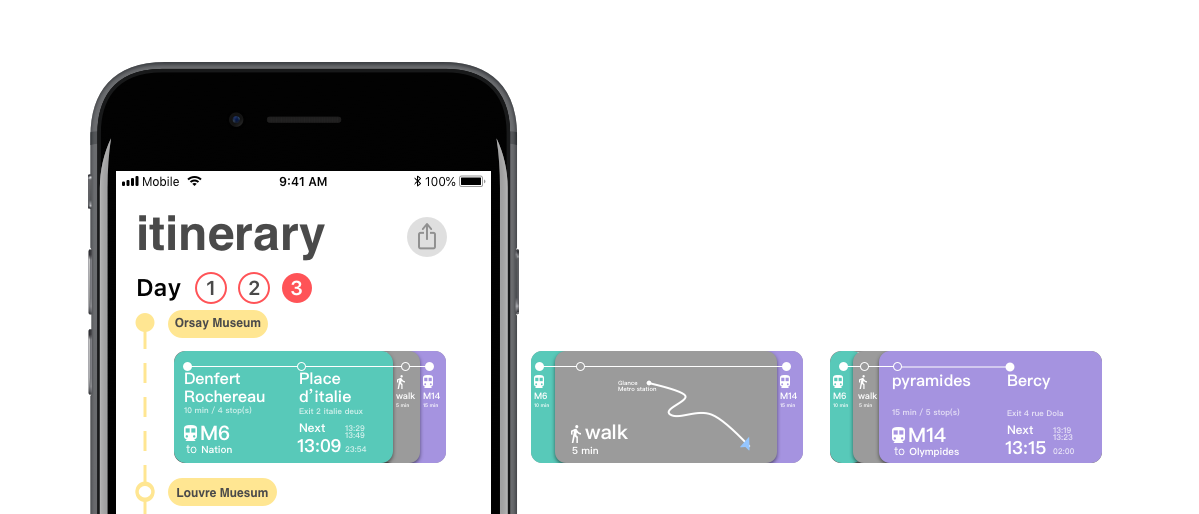 Mobile 9:41 AM 100%
itinerary
Day 1 2 3
Orsay Museum
Denfert
Rochereau
10 min / 4 stop(s)
M6
to Nation
Place
d'italie
Exit 2 italie deux
Next
13:09
13:29
13:49
23:54
walk
5 min
M14
15 min
Louvre Muesum
M6
10 min
Glance
Metro station
walk
5 min
M14
15 min
M6
10 min
walk
5 min
pyramides
15 min / 5 stop(s)
M14
to Olympides
Bercy
Exit 4 rue Dola
Next
13:15
13:19
13:23
02:00